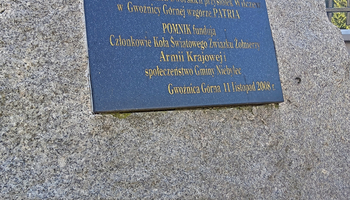 w Gwoźnicy Górnej wzgórze PATRIA
POMNIK fundują
Członkowie Koła Światowego Związku Żołnierzy
Armii Krajowej i
społeczeństwo Gminy Niebylec
Gwoźnica Górna 11 listopad 2008 r.